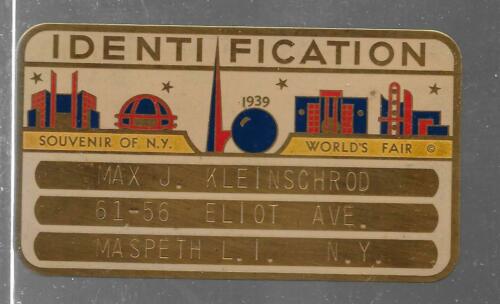 IDENTIFICATION
1939
SOUVENIR OF N.Y. WORLD'S FAIR ©
MAX J. KLEINSCHROD
61-56 ELIOT AVE.
MASPETH L.I. N.Y.